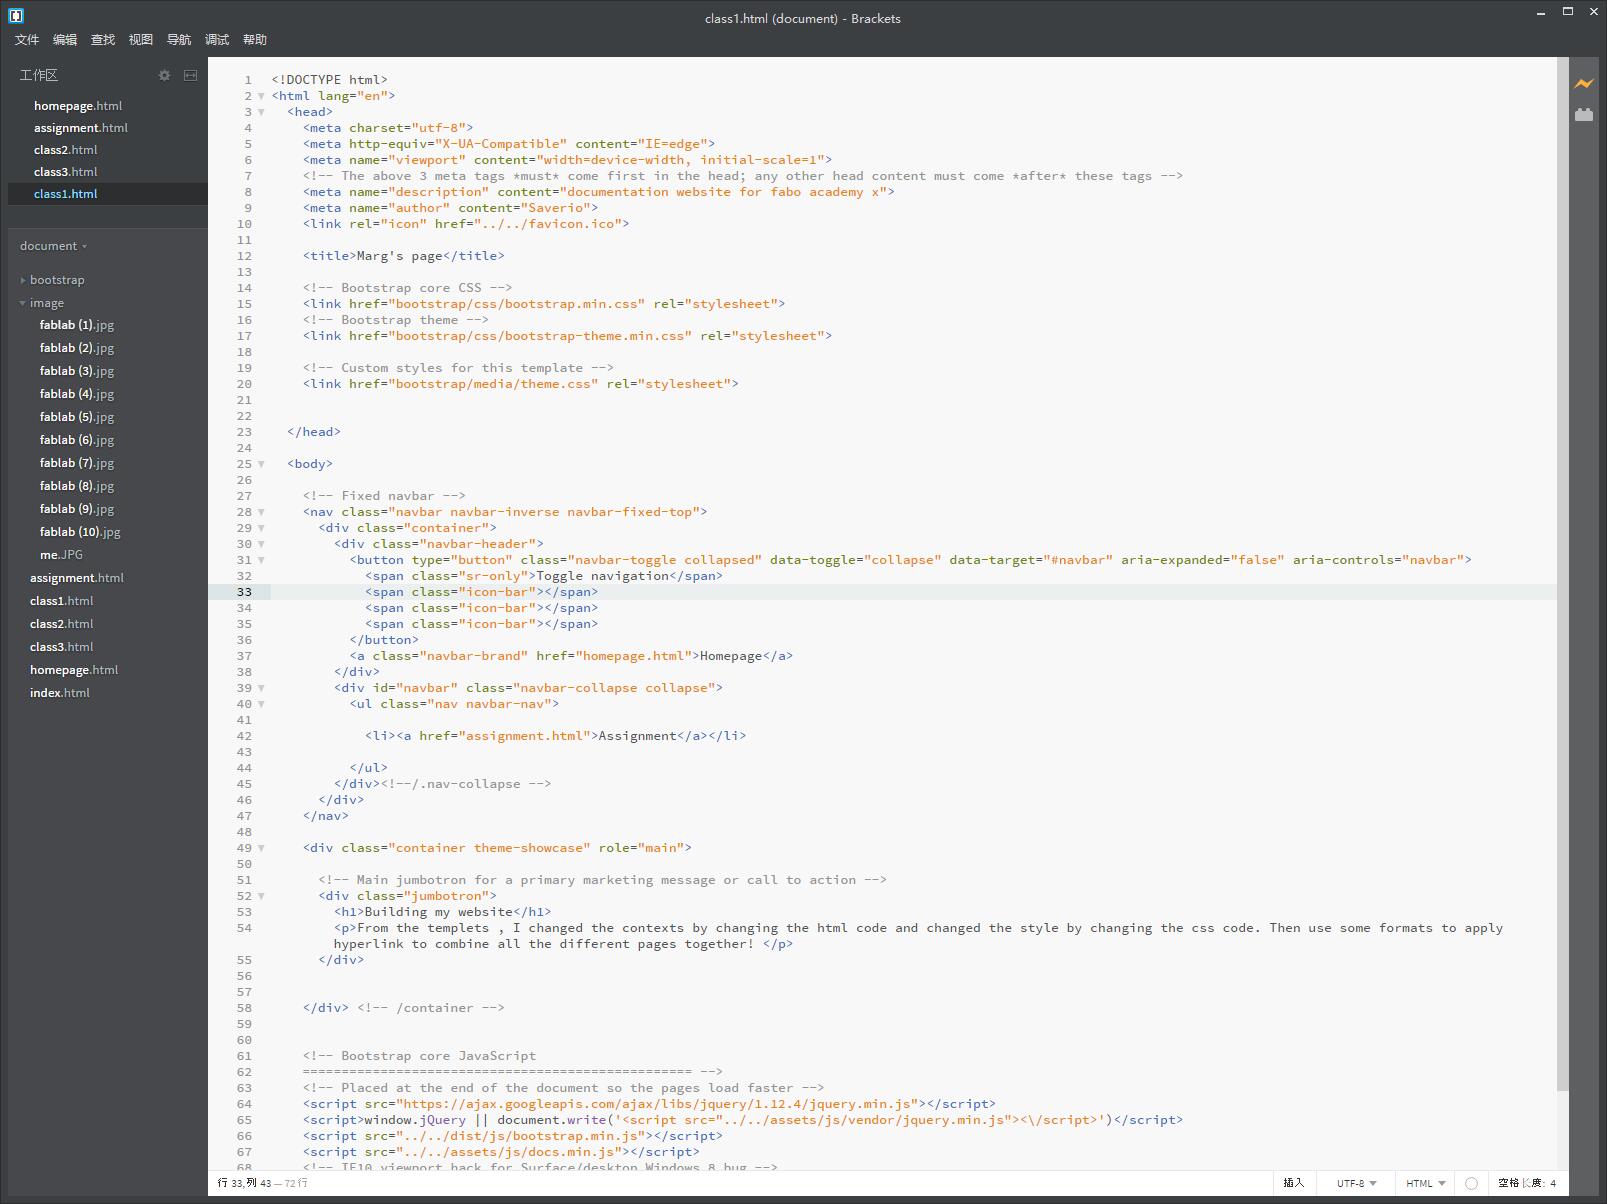 class1.html (document) - Brackets
文件 编辑 查找 视图 导航 调试 帮助
工作区
homepage.html
assignment.html
class2.html
class3.html
class1.html
document
bootstrap
image
fablab (1).jpg
fablab (2).jpg
fablab (3).jpg
fablab (4).jpg
fablab (5).jpg
fablab (6).jpg
fablab (7).jpg
fablab (8).jpg
fablab (9).jpg
fablab (10).jpg
me.JPG
assignment.html
class1.html
class2.html
class3.html
homepage.html
index.html
1 <!DOCTYPE html>
2 <html lang="en">
3 <head>
4 <meta charset="utf-8">
5 <meta http-equiv="X-UA-Compatible" content="IE=edge">
6 <meta name="viewport" content="width=device-width, initial-scale=1">
7 <!-- The above 3 meta tags *must* come first in the head; any other head content must come *after* these tags -->
8 <meta name="description" content="documentation website for fabo academy x">
9 <meta name="author" content="Saverio">
10 <link rel="icon" href="../../favicon.ico">
11
12 <title>Marg's page</title>
13
14 <!-- Bootstrap core CSS -->
15 <link href="bootstrap/css/bootstrap.min.css" rel="stylesheet">
16 <!-- Bootstrap theme -->
17 <link href="bootstrap/css/bootstrap-theme.min.css" rel="stylesheet">
18
19 <!-- Custom styles for this template -->
20 <link href="bootstrap/media/theme.css" rel="stylesheet">
21
22
23 </head>
24
25 <body>
26
27 <!-- Fixed navbar -->
28 <nav class="navbar navbar-inverse navbar-fixed-top">
29 <div class="container">
30 <div class="navbar-header">
31 <button type="button" class="navbar-toggle collapsed" data-toggle="collapse" data-target="#navbar" aria-expanded="false" aria-controls="navbar">
32 <span class="sr-only">Toggle navigation</span>
33 <span class="icon-bar"></span>
34 <span class="icon-bar"></span>
35 <span class="icon-bar"></span>
36 </button>
37 <a class="navbar-brand" href="homepage.html">Homepage</a>
38 </div>
39 <div id="navbar" class="navbar-collapse collapse">
40 <ul class="nav navbar-nav">
41
42 <li><a href="assignment.html">Assignment</a></li>
43
44 </ul>
45 </div><!--/.nav-collapse -->
46 </div>
47 </nav>
48
49 <div class="container theme-showcase" role="main">
50
51 <!-- Main jumbotron for a primary marketing message or call to action -->
52 <div class="jumbotron">
53 <h1>Building my website</h1>
54 <p>From the templets , I changed the contexts by changing the html code and changed the style by changing the css code. Then use some formats to apply
hyperlink to combine all the different pages together! </p>
55 </div>
56
57
58 </div> <!-- /container -->
59
60
61 <!-- Bootstrap core JavaScript
62 ================================================== -->
63 <!-- Placed at the end of the document so the pages load faster -->
64 <script src="https://ajax.googleapis.com/ajax/libs/jquery/1.12.4/jquery.min.js"></script>
65 <script>window.jQuery || document.write('<script src="../../assets/js/vendor/jquery.min.js"><\/script>')</script>
66 <script src="../../dist/js/bootstrap.min.js"></script>
67 <script src="../../assets/js/docs.min.js"></script>
68 <!-- IE10 viewport hack for Surface/desktop Windows 8 bug -->
行 33,列 43 — 72 行 插入 UTF-8 HTML 空格长度: 4